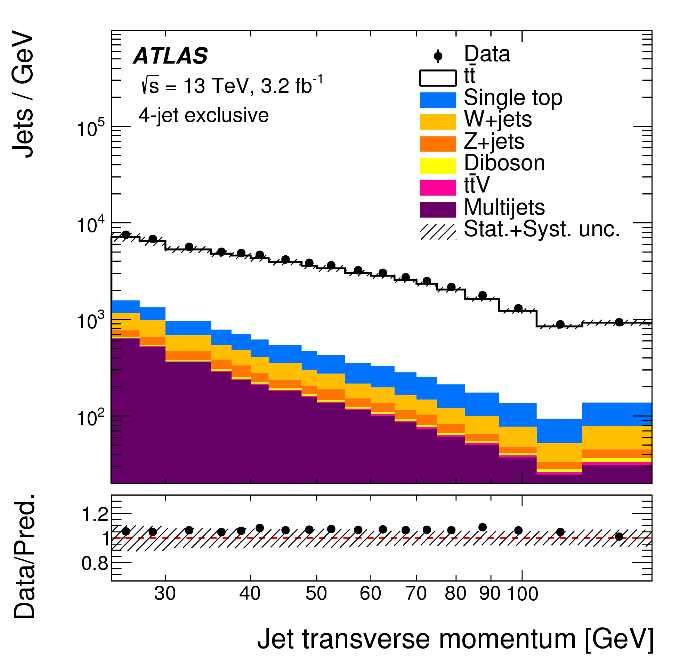 Jets / GeV
ATLAS
√s = 13 TeV, 3.2 fb⁻¹
4-jet exclusive
Data
tt̄
Single top
W+jets
Z+jets
Diboson
tt̄V
Multijets
Stat.+Syst. unc.
10⁵
10⁴
10³
10²
Data/Pred.
1.2
1
0.8
30 40 50 60 70 80 90 100
Jet transverse momentum [GeV]